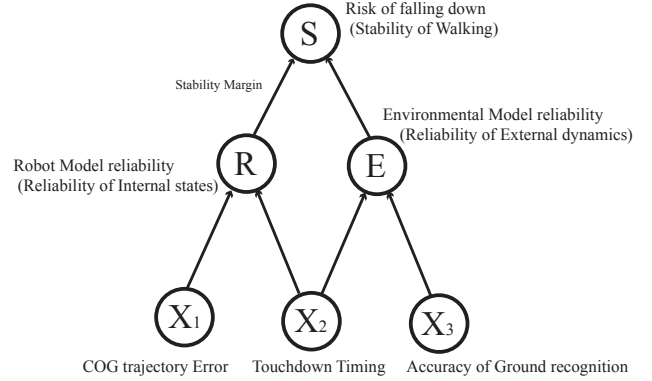 Risk of falling down
S
(Stability of Walking)
Stability Margin
Environmental Model reliability
(Reliability of External dynamics)
Robot Model reliability
R
E
(Reliability of Internal states)
X1
X2
X3
COG trajectory Error
Touchdown Timing
Accuracy of Ground recognition